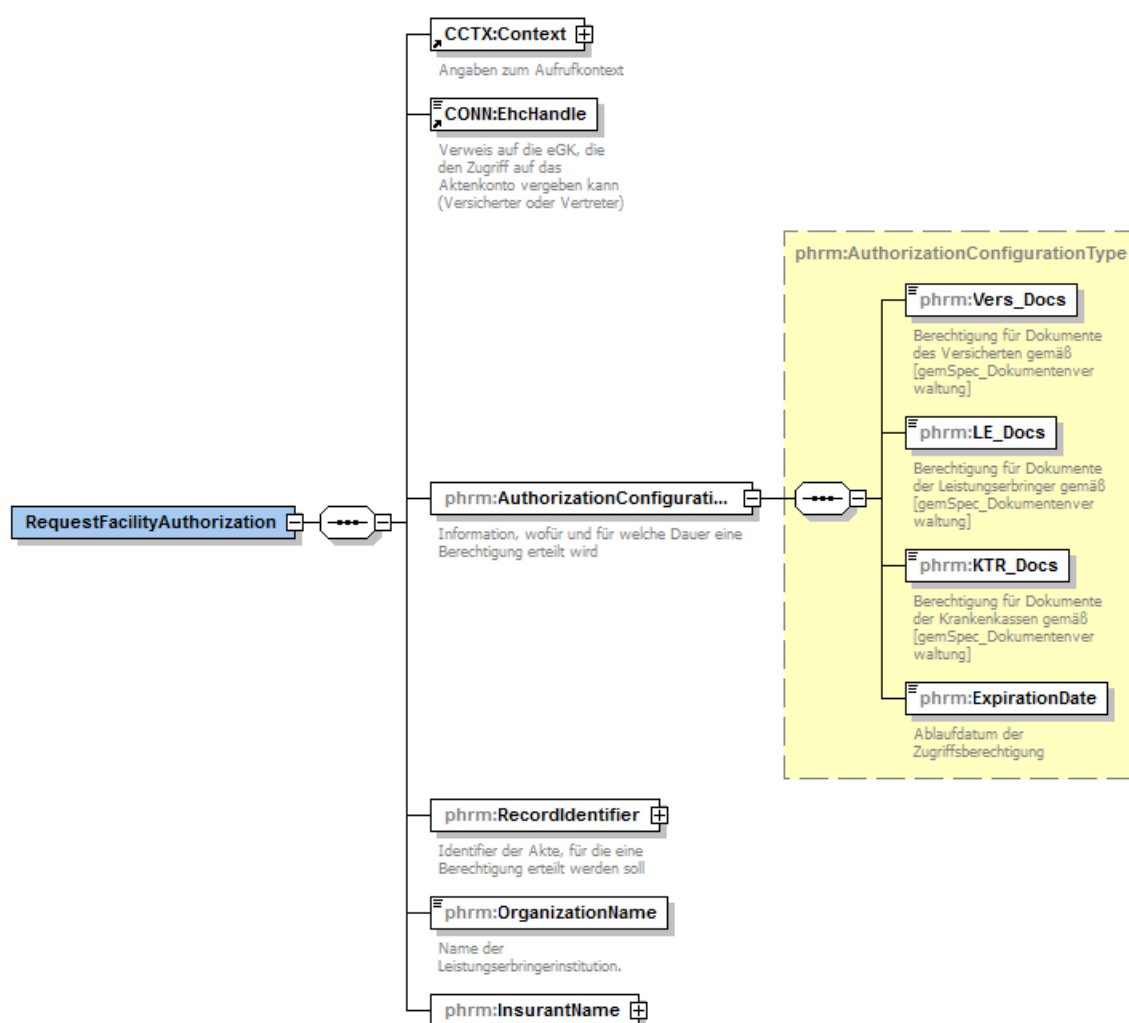 CCTX:Context
Angaben zum Aufrufkontext
CONN:EhcHandle
Verweis auf die eGK, die
den Zugriff auf das
Aktenkonto vergeben kann
(Versicherter oder Vertreter)
phrm:AuthorizationConfigurationType
phrm:Vers_Docs
Berechtigung für Dokumente
des Versicherten gemäß
[gemSpec_Dokumentenver
waltung]
phrm:LE_Docs
Berechtigung für Dokumente
der Leistungserbringer gemäß
[gemSpec_Dokumentenver
waltung]
RequestFacilityAuthorization
phrm:AuthorizationConfigurati...
Information, wofür und für welche Dauer eine
Berechtigung erteilt wird
phrm:KTR_Docs
Berechtigung für Dokumente
der Krankenkassen gemäß
[gemSpec_Dokumentenver
waltung]
phrm:ExpirationDate
Ablaufdatum der
Zugriffsberechtigung
phrm:RecordIdentifier
Identifier der Akte, für die eine
Berechtigung erteilt werden soll
phrm:OrganizationName
Name der
Leistungserbringerinstitution.
phrm:InsurantName